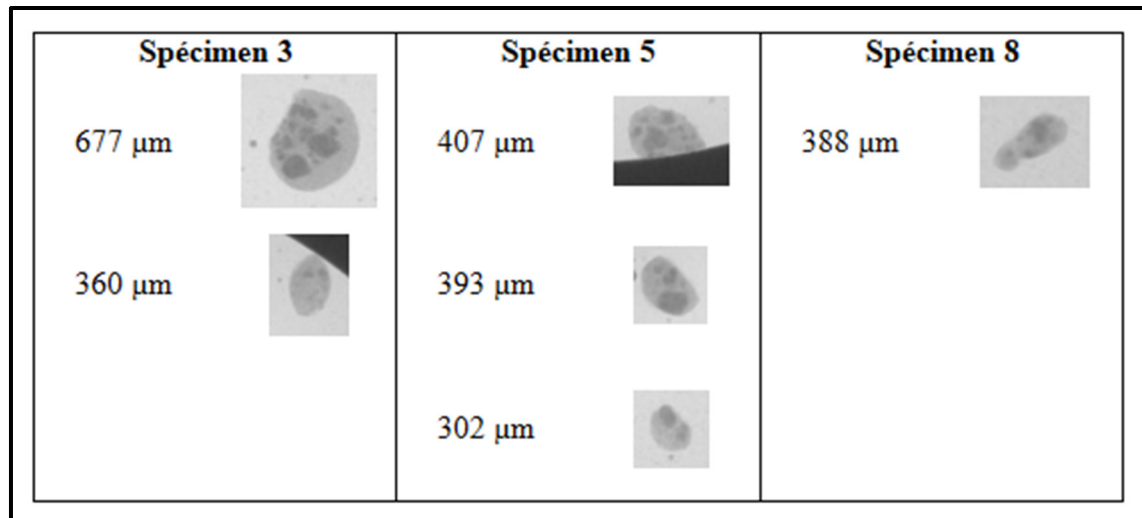 Spécimen 3
677 µm
360 µm
Spécimen 5
407 µm
393 µm
302 µm
Spécimen 8
388 µm